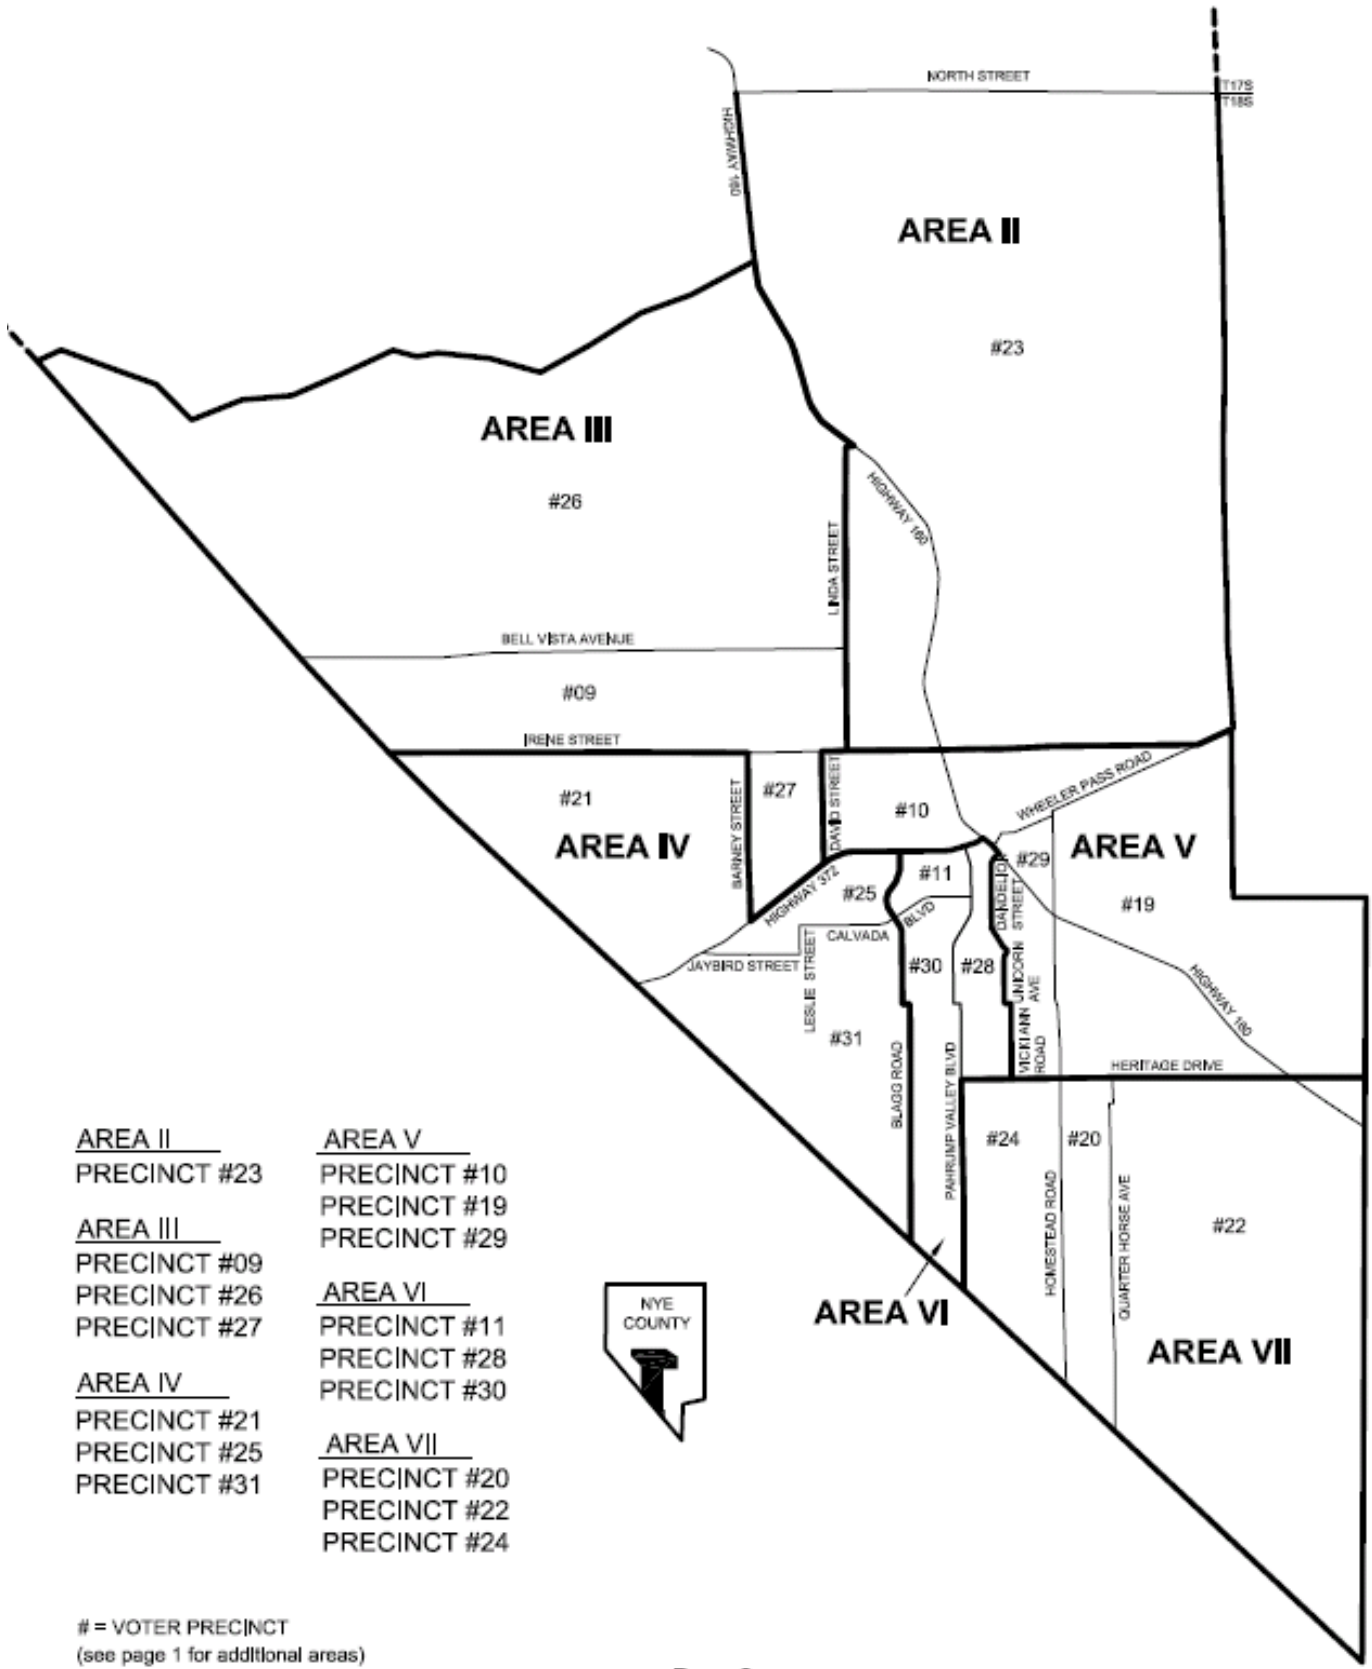 NORTH STREET
T17S
T18S
HIGHWAY 160
AREA II
#23
AREA III
#26
HIGHWAY 160
LINDA STREET
BELL VISTA AVENUE
#09
IRENE STREET
#21
AREA IV
BARNEY STREET
#27
DAVID STREET
#10
WHEELER PASS ROAD
AREA V
#29
#19
HIGHWAY 372
#25
#11
DANDELION
STREET
CALVADA
BLVD
JAYBIRD STREET
LESLIE STREET
#30
#28
UNICORN
AVE
VICKI ANN
ROAD
HIGHWAY 160
#31
BLAGG ROAD
PAHRUMP VALLEY BLVD
HERITAGE DRIVE
#24
#20
HOMESTEAD ROAD
QUARTER HORSE AVE
#22
AREA VI
AREA VII
AREA II
PRECINCT #23
AREA III
PRECINCT #09
PRECINCT #26
PRECINCT #27
AREA IV
PRECINCT #21
PRECINCT #25
PRECINCT #31
AREA V
PRECINCT #10
PRECINCT #19
PRECINCT #29
AREA VI
PRECINCT #11
PRECINCT #28
PRECINCT #30
AREA VII
PRECINCT #20
PRECINCT #22
PRECINCT #24
NYE
COUNTY
# = VOTER PRECINCT
(see page 1 for additional areas)